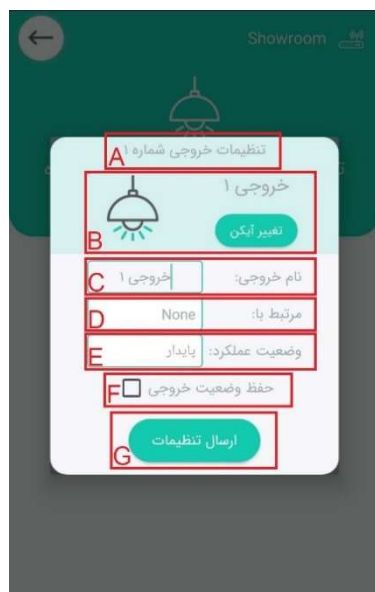 Showroom
تنظیمات خروجی شماره ۱
A
خروجی ۱
تغییر آیکن
B
نام خروجی: خروجی ۱
C
مرتبط با: None
D
وضعیت عملکرد: پایدار
E
حفظ وضعیت خروجی
F
ارسال تنظیمات
G